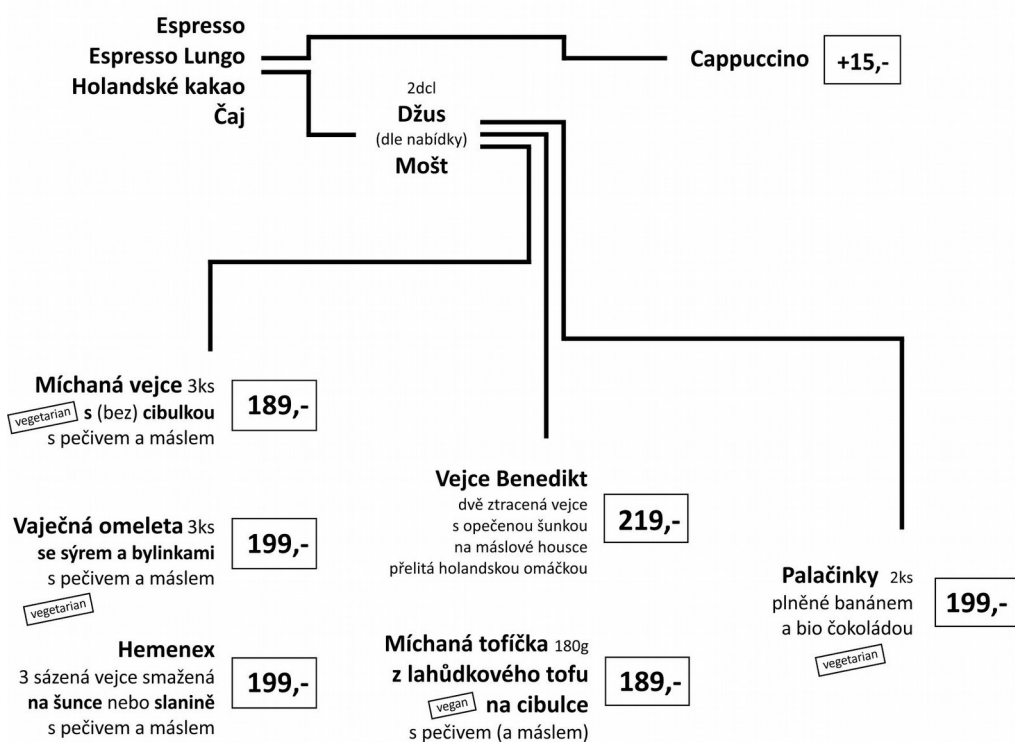 Espresso
Espresso Lungo
Holandské kakao
Čaj
Cappuccino +15,-
2dcl
Džus
(dle nabídky)
Mošt
Míchaná vejce 3ks
vegetarian s (bez) cibulkou
s pečivem a máslem
189,-
Vaječná omeleta 3ks
se sýrem a bylinkami
s pečivem a máslem
vegetarian
199,-
Hemenex
3 sázená vejce smažená
na šunce nebo slanině
s pečivem a máslem
199,-
Vejce Benedikt
dvě ztracená vejce
s opečenou šunkou
na máslové housce
přelitá holandskou omáčkou
219,-
Míchaná tofíčka 180g
z lahůdkového tofu
vegan na cibulce
s pečivem (a máslem)
189,-
Palačinky 2ks
plněné banánem
a bio čokoládou
vegetarian
199,-